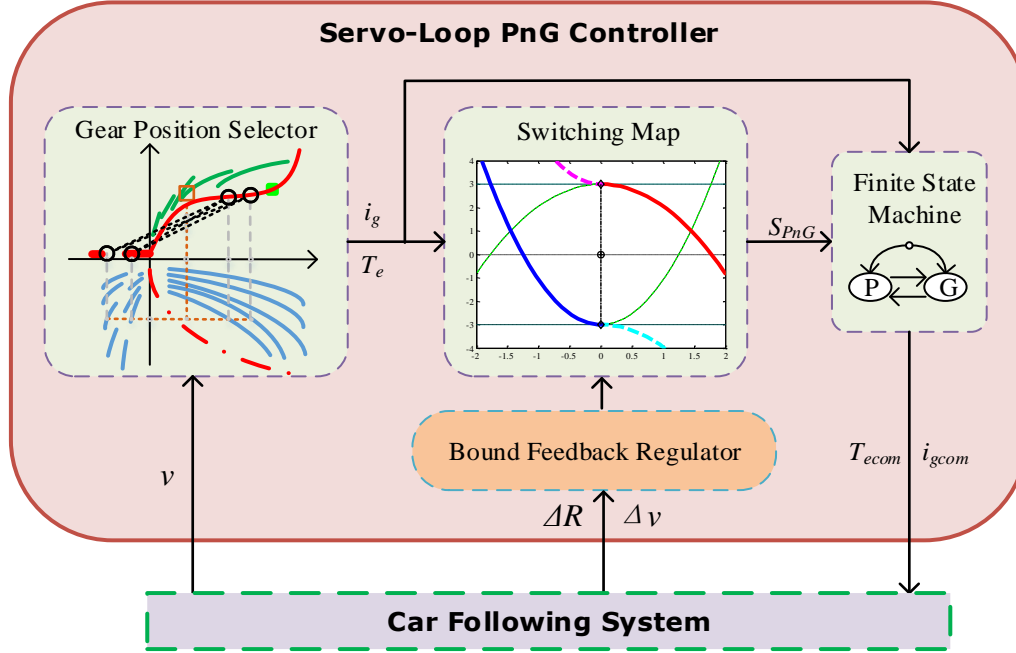 Servo-Loop PnG Controller
Gear Position Selector
i_g
T_e
Switching Map
4
3
2
1
0
-1
-2
-3
-4
-2 -1.5 -1 -0.5 0 0.5 1 1.5 2
S_PnG
Finite State
Machine
P G
Bound Feedback Regulator
v
ΔR Δv
T_ecom i_gcom
Car Following System